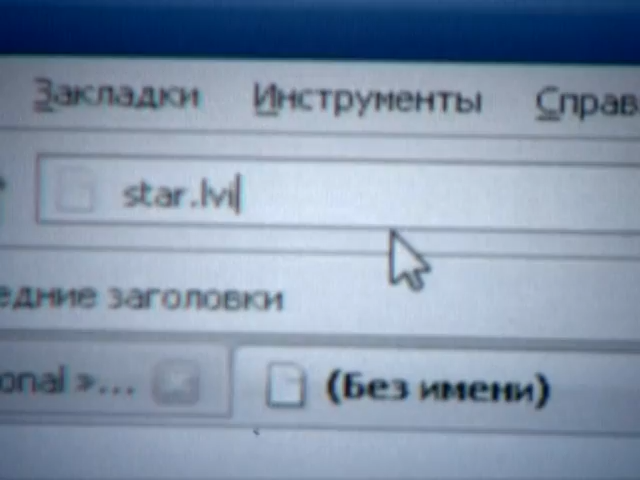 Закладки Инструменты Справ
star.lvi
едние заголовки
onal »... (Без имени)